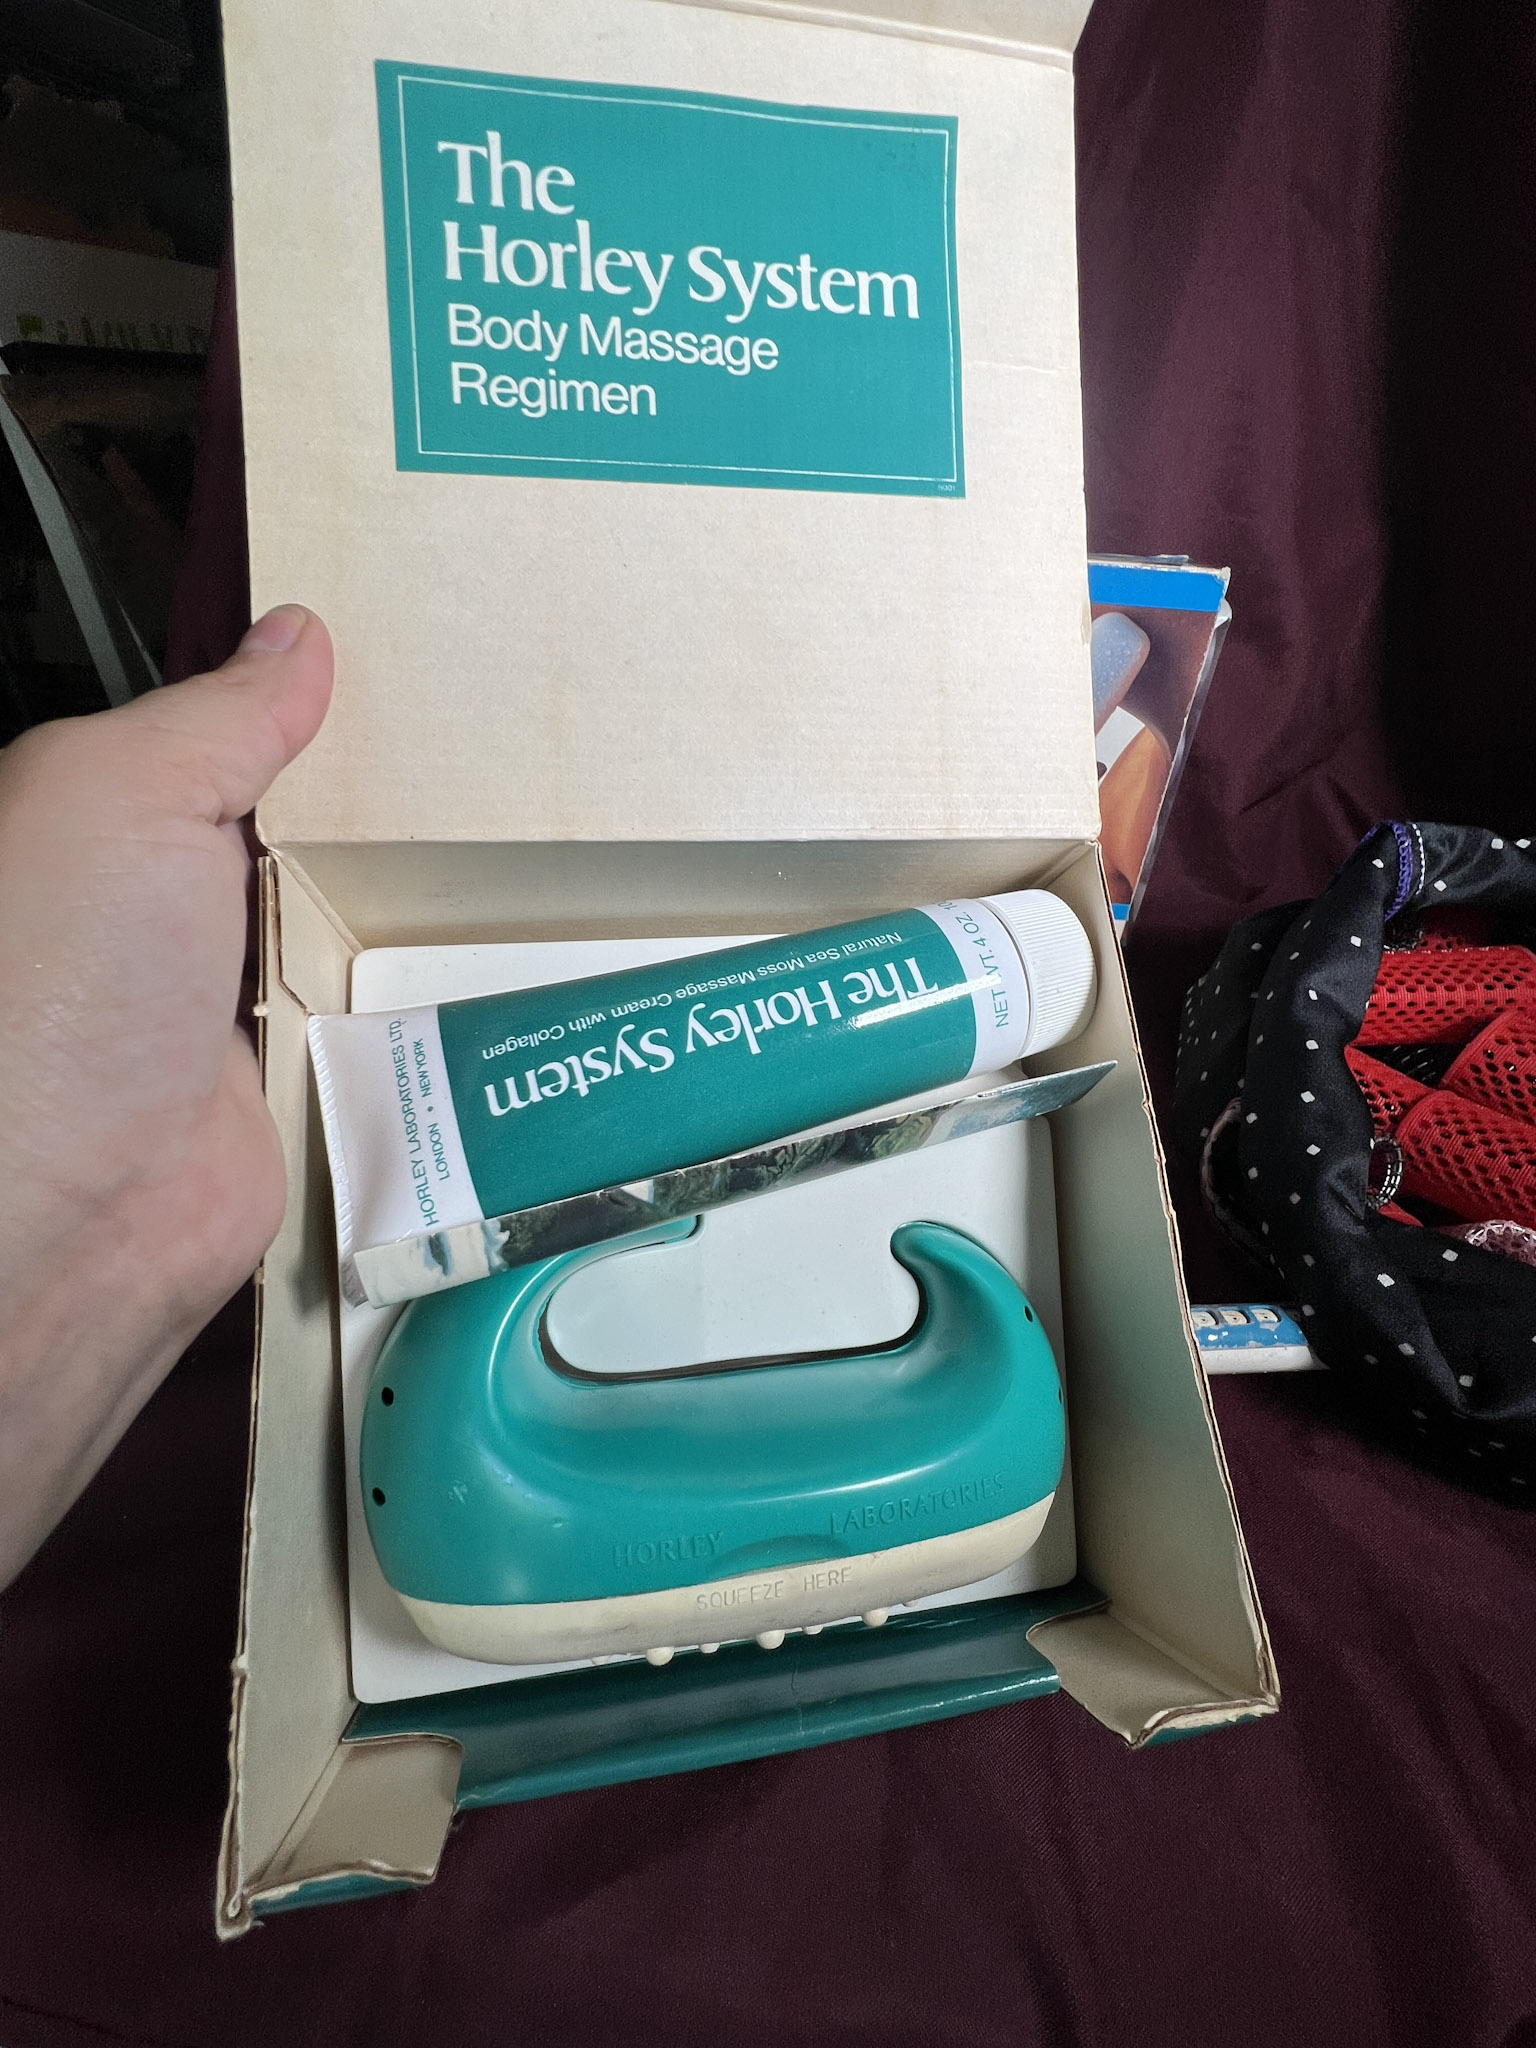 The
Horley System
Body Massage
Regimen
NET WT. 4 OZ.
The Horley System
Natural Sea Moss Massage Cream with Collagen
HORLEY LABORATORIES LTD.
LONDON • NEW YORK
HORLEY LABORATORIES
SQUEEZE HERE